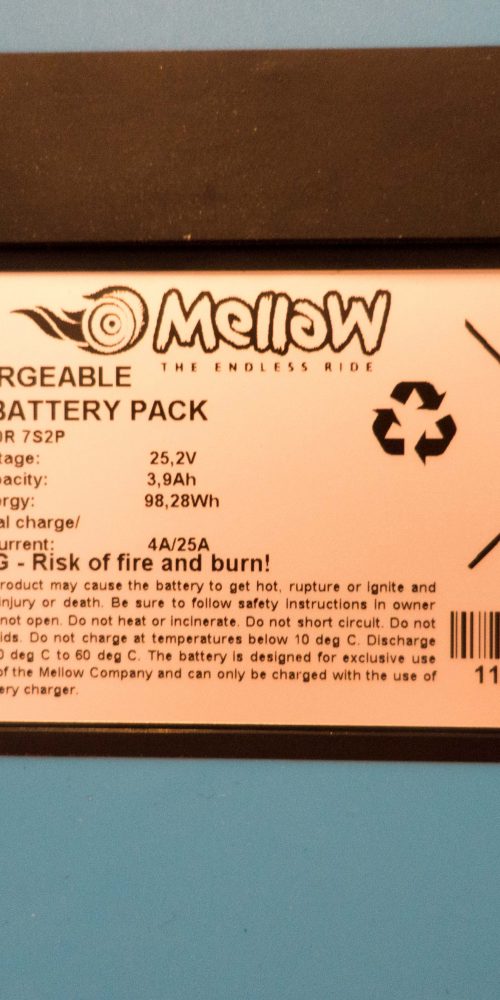 MellOW
THE ENDLESS RIDE
RGEABLE
BATTERY PACK
0R 7S2P
tage: 25,2V
pacity: 3,9Ah
ergy: 98,28Wh
al charge/
urrent: 4A/25A
G - Risk of fire and burn!
roduct may cause the battery to get hot, rupture or ignite and
injury or death. Be sure to follow safety instructions in owner
not open. Do not heat or incinerate. Do not short circuit. Do not
ids. Do not charge at temperatures below 10 deg C. Discharge
0 deg C to 60 deg C. The battery is designed for exclusive use
of the Mellow Company and can only be charged with the use of
ery charger.
11